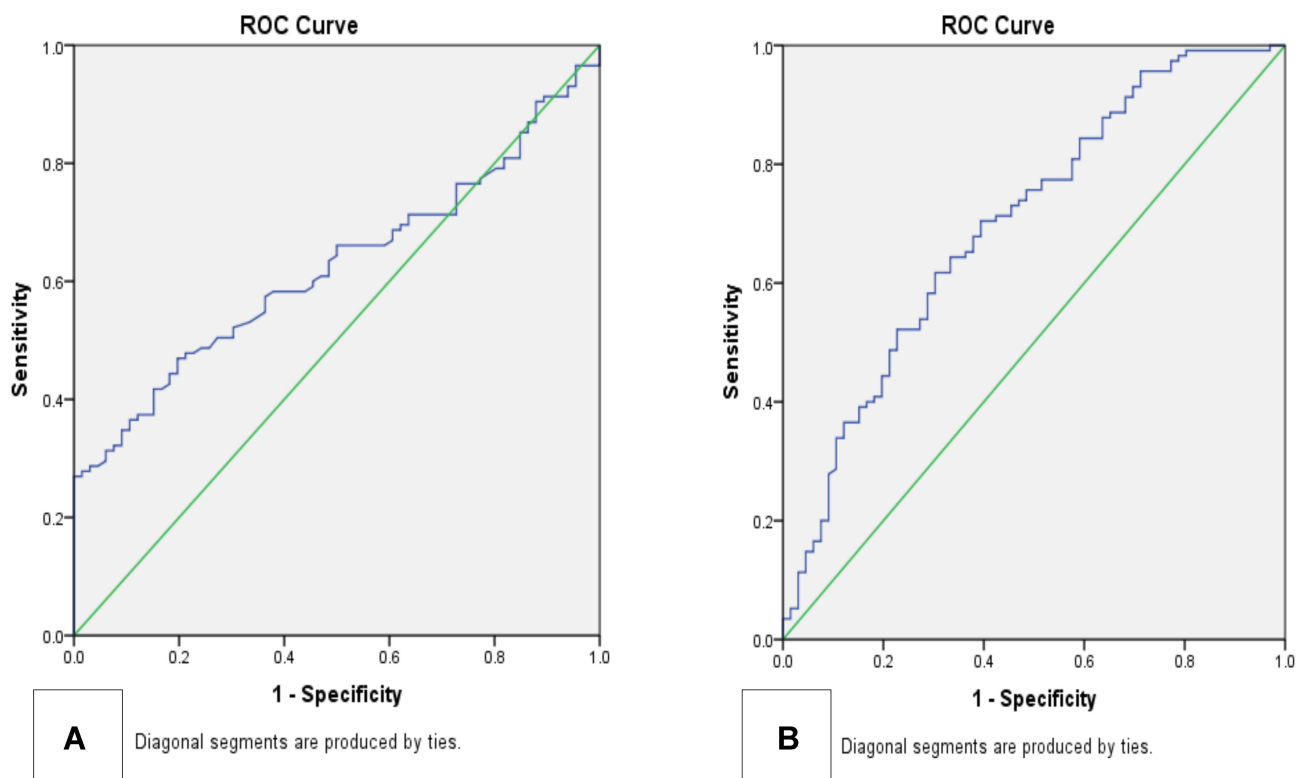 ROC Curve
1.0
0.8
0.6
0.4
0.2
0.0
Sensitivity
0.0 0.2 0.4 0.6 0.8 1.0
1 - Specificity
A
Diagonal segments are produced by ties.
ROC Curve
1.0
0.8
0.6
0.4
0.2
0.0
Sensitivity
0.0 0.2 0.4 0.6 0.8 1.0
1 - Specificity
B
Diagonal segments are produced by ties.